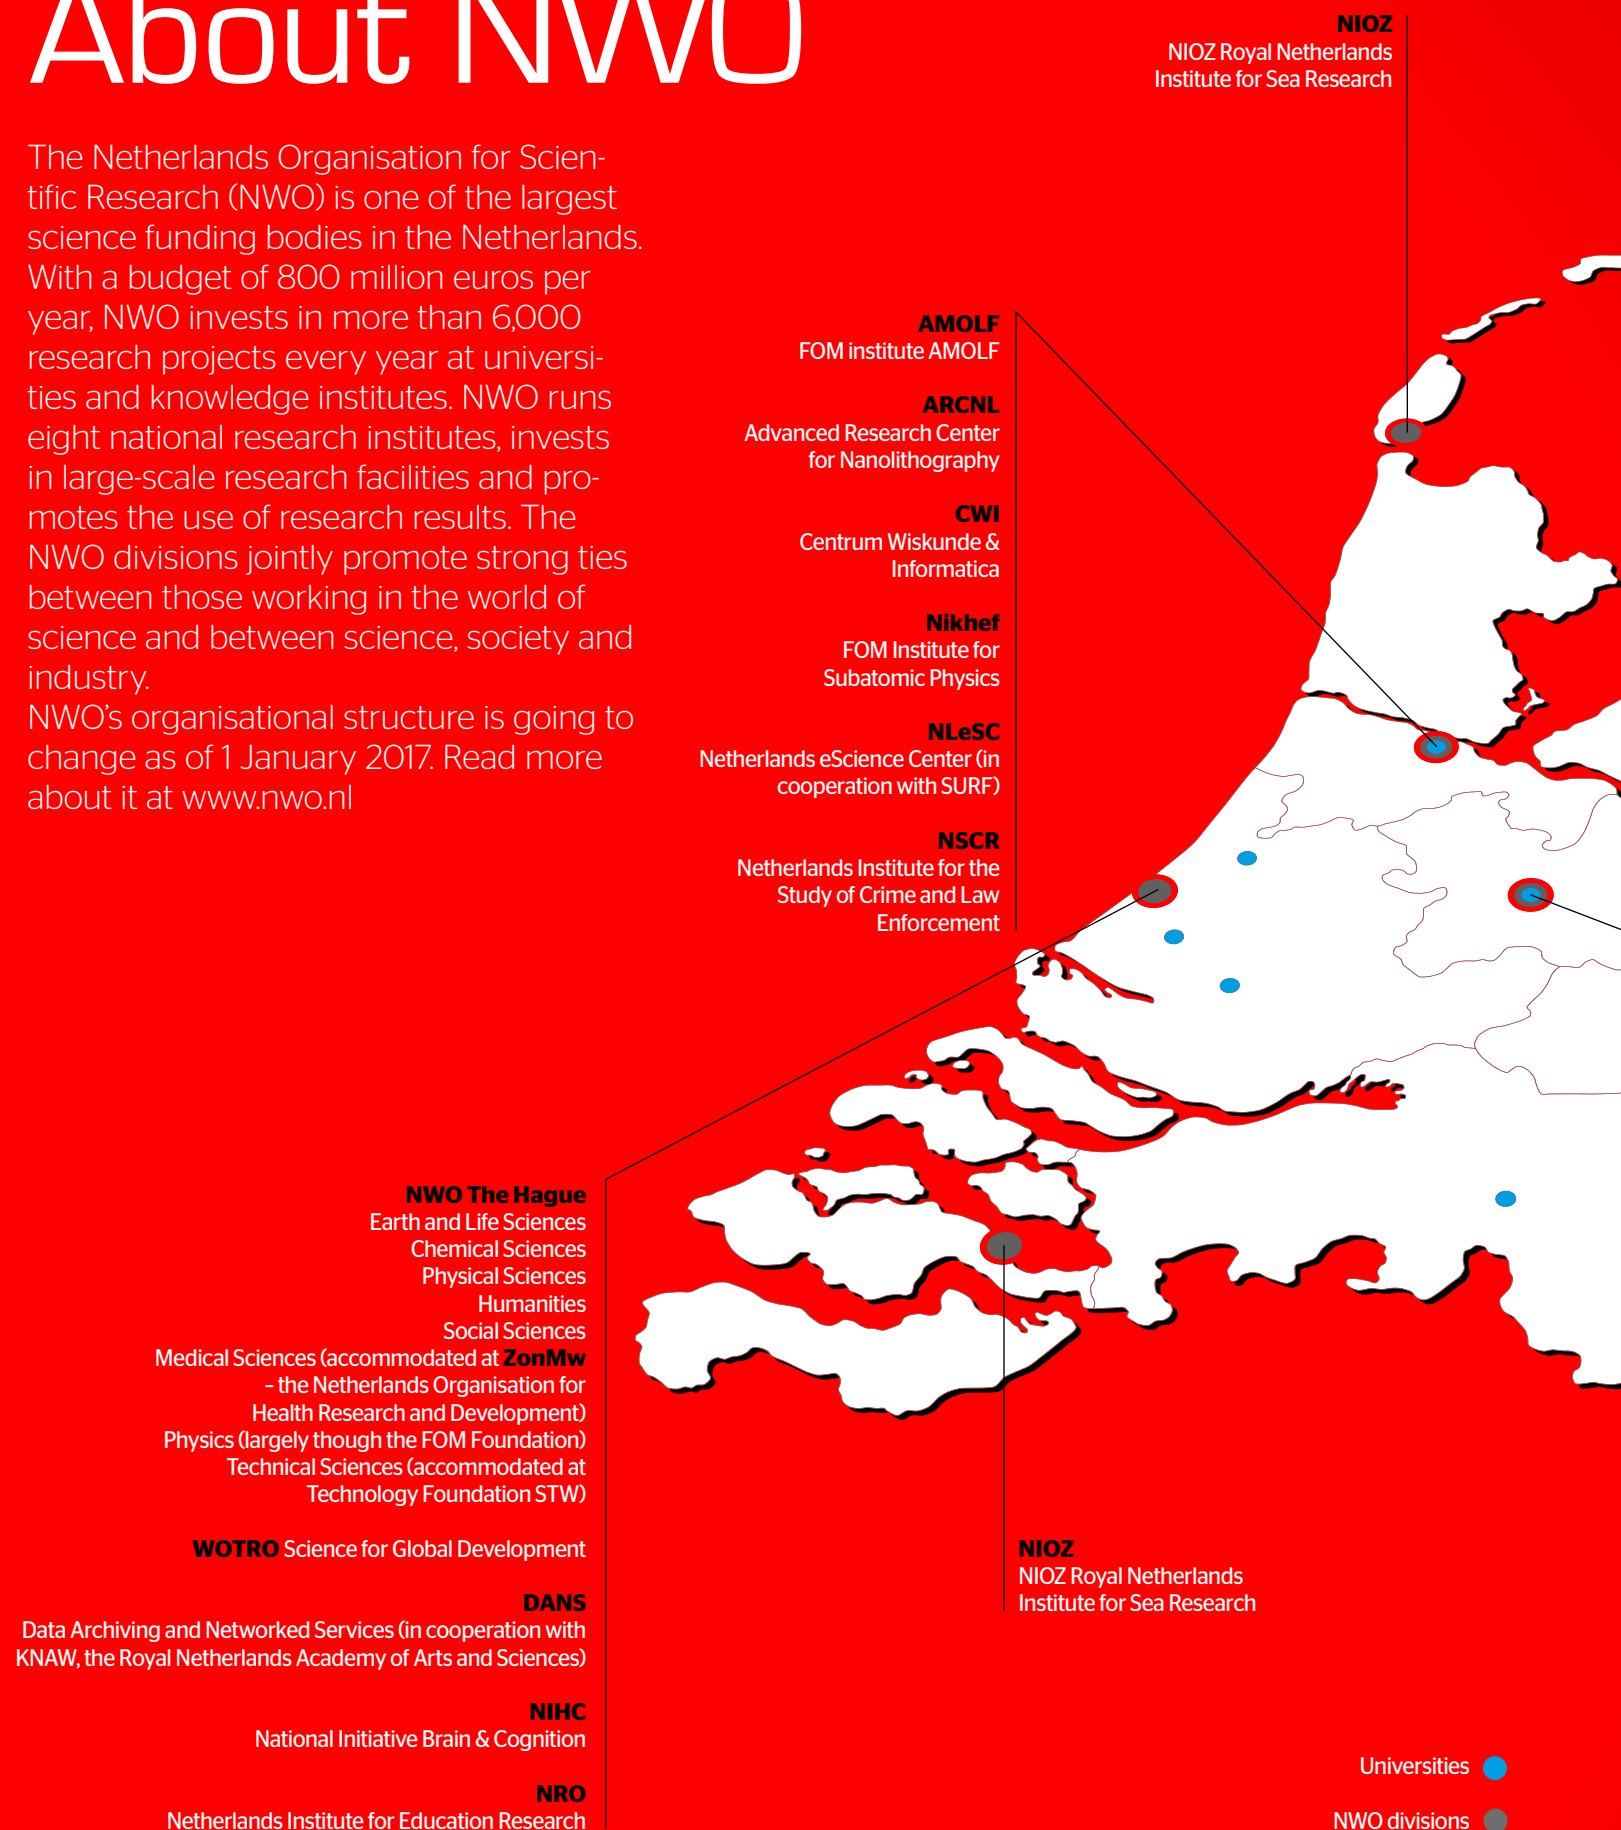 About NWO
The Netherlands Organisation for Scien-
tific Research (NWO) is one of the largest
science funding bodies in the Netherlands.
With a budget of 800 million euros per
year, NWO invests in more than 6,000
research projects every year at universi-
ties and knowledge institutes. NWO runs
eight national research institutes, invests
in large-scale research facilities and pro-
motes the use of research results. The
NWO divisions jointly promote strong ties
between those working in the world of
science and between science, society and
industry.
NWO's organisational structure is going to
change as of 1 January 2017. Read more
about it at www.nwo.nl
NIOZ
NIOZ Royal Netherlands
Institute for Sea Research
AMOLF
FOM institute AMOLF
ARCNL
Advanced Research Center
for Nanolithography
CWI
Centrum Wiskunde &
Informatica
Nikhef
FOM Institute for
Subatomic Physics
NLeSC
Netherlands eScience Center (in
cooperation with SURF)
NSCR
Netherlands Institute for the
Study of Crime and Law
Enforcement
NWO The Hague
Earth and Life Sciences
Chemical Sciences
Physical Sciences
Humanities
Social Sciences
Medical Sciences (accommodated at ZonMw
– the Netherlands Organisation for
Health Research and Development)
Physics (largely though the FOM Foundation)
Technical Sciences (accommodated at
Technology Foundation STW)
WOTRO Science for Global Development
DANS
Data Archiving and Networked Services (in cooperation with
KNAW, the Royal Netherlands Academy of Arts and Sciences)
NIHC
National Initiative Brain & Cognition
NRO
Netherlands Institute for Education Research
NIOZ
NIOZ Royal Netherlands
Institute for Sea Research
Universities
NWO divisions